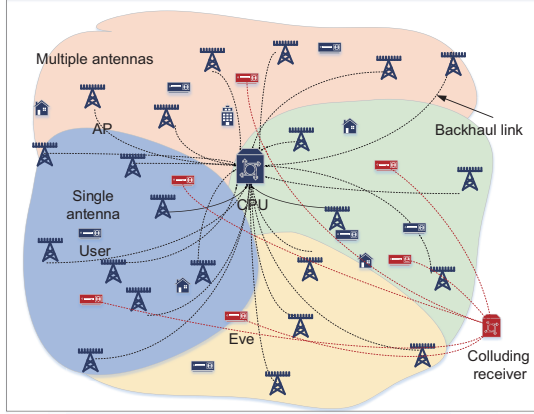 Multiple antennas
AP
Backhaul link
Single
antenna
CPU
User
Eve
Colluding
receiver